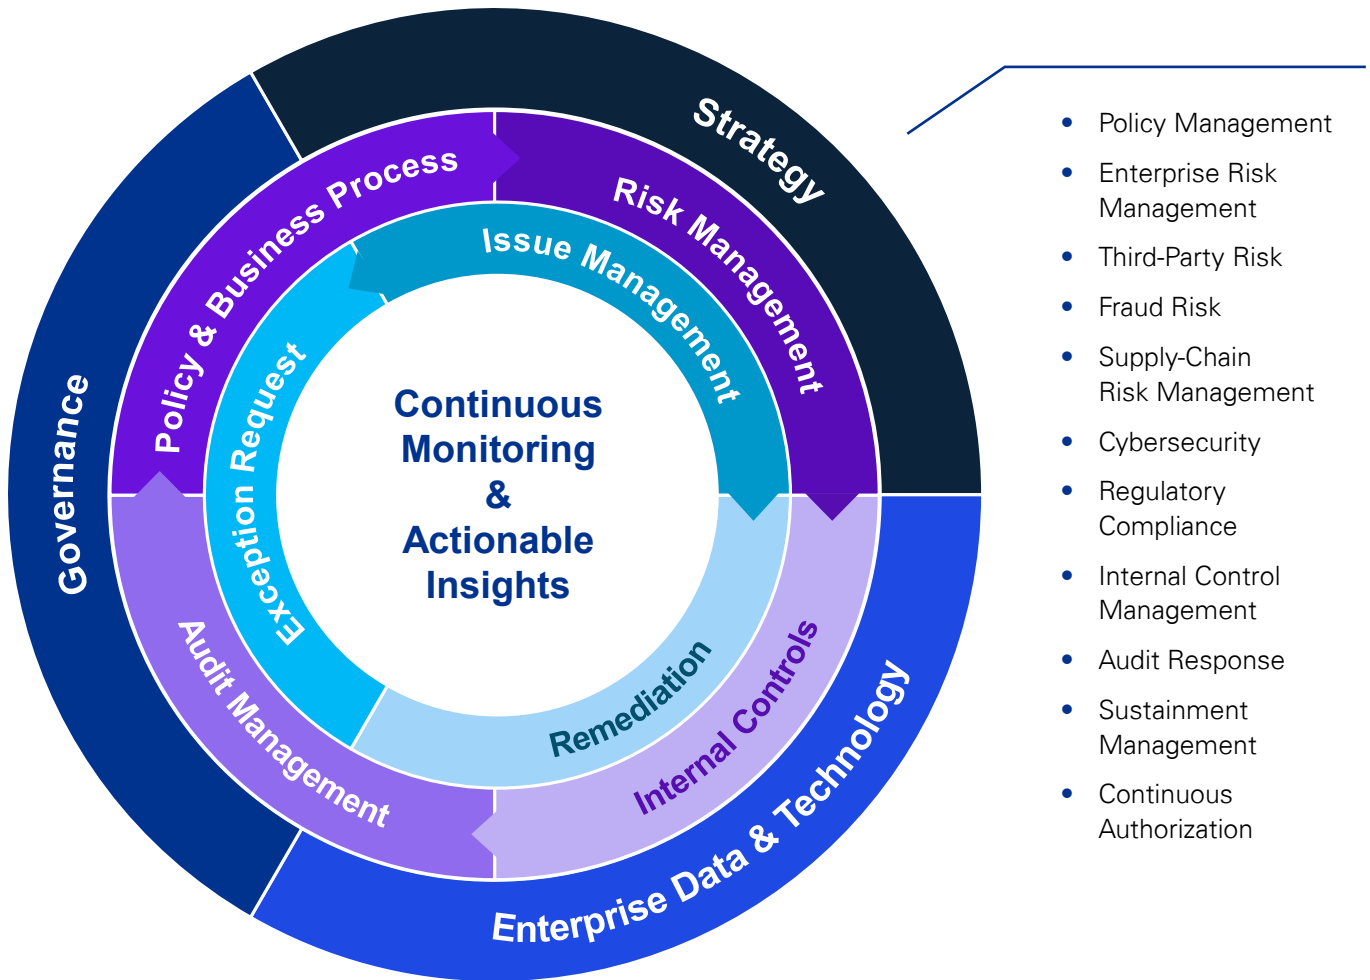 Strategy
Governance
Enterprise Data & Technology
Policy & Business Process
Risk Management
Internal Controls
Audit Management
Issue Management
Exception Request
Remediation
Continuous
Monitoring
&
Actionable
Insights
• Policy Management
• Enterprise Risk
Management
• Third-Party Risk
• Fraud Risk
• Supply-Chain
Risk Management
• Cybersecurity
• Regulatory
Compliance
• Internal Control
Management
• Audit Response
• Sustainment
Management
• Continuous
Authorization